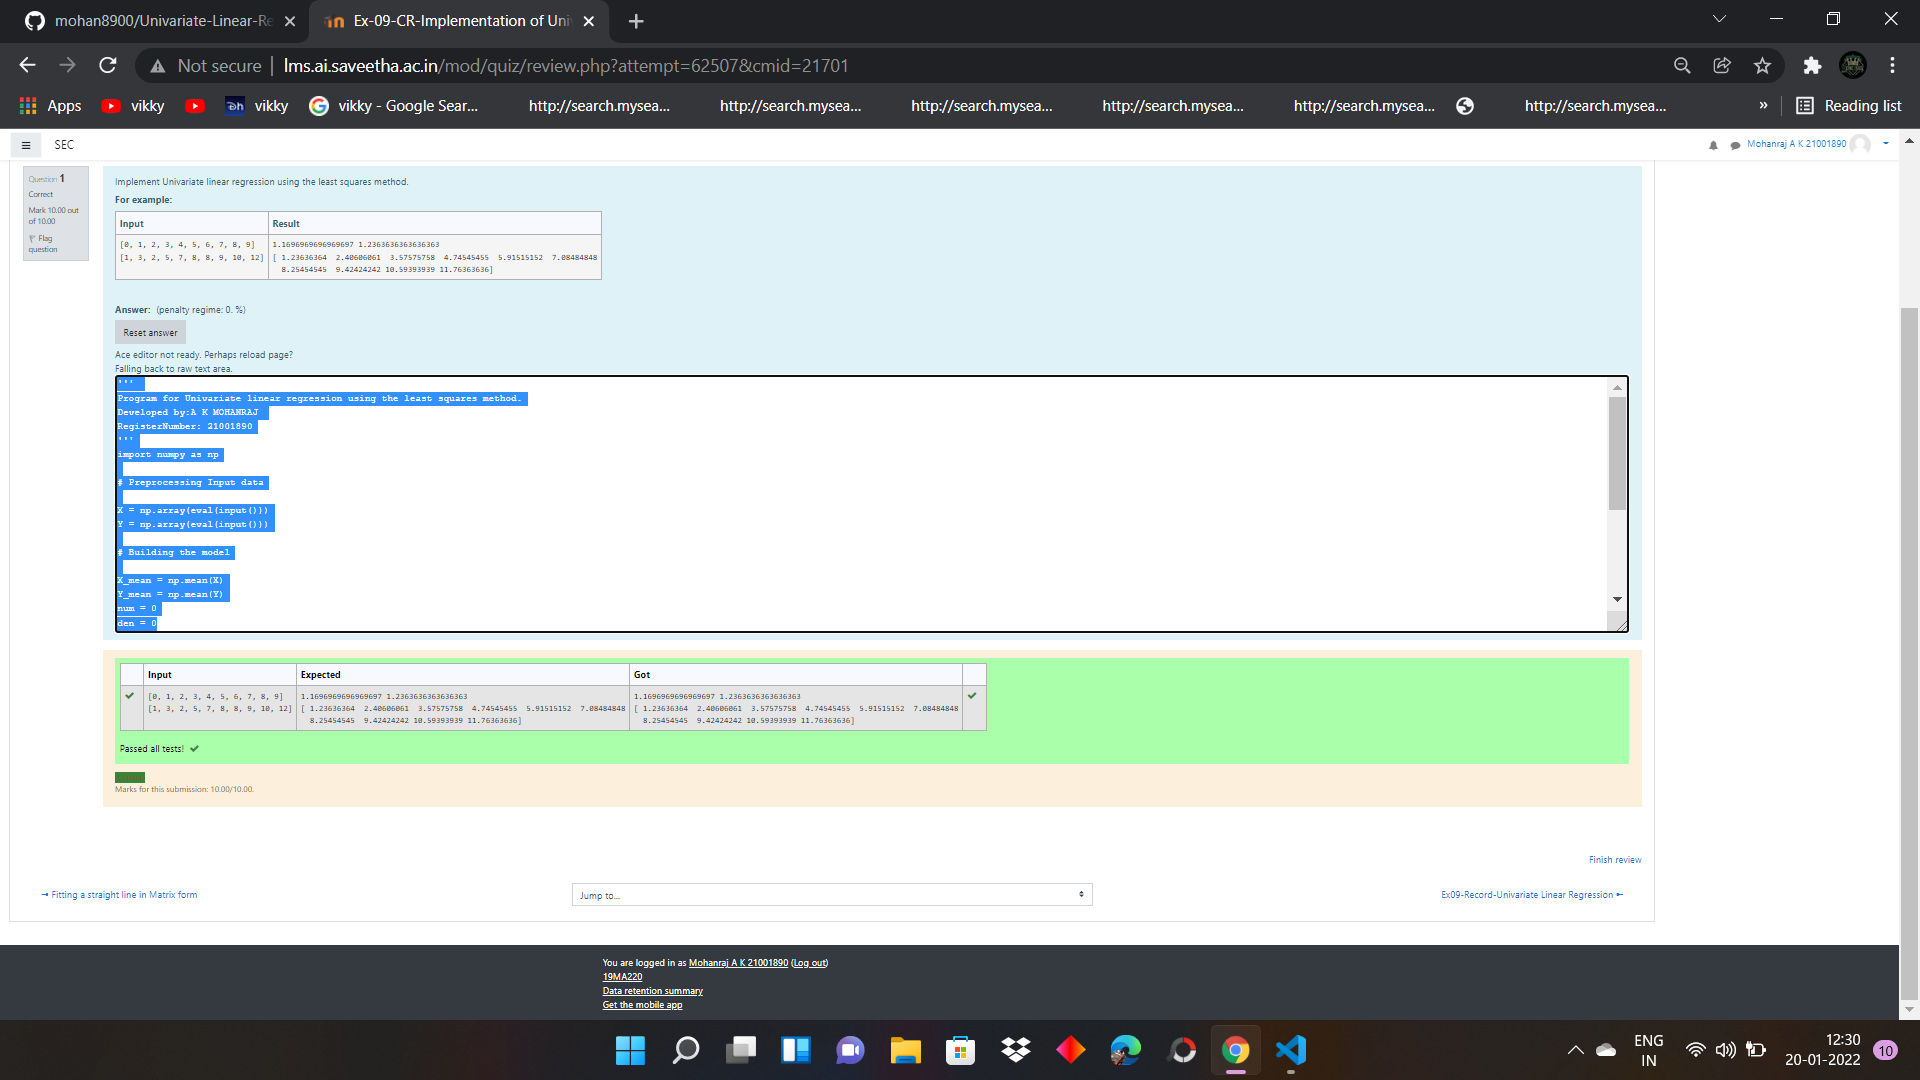 mohan8900/Univariate-Linear-Re
Ex-09-CR-Implementation of Uni
Not secure | lms.ai.saveetha.ac.in/mod/quiz/review.php?attempt=62507&cmid=21701
Apps
vikky
vikky
vikky - Google Sear...
http://search.mysea...
http://search.mysea...
http://search.mysea...
http://search.mysea...
http://search.mysea...
http://search.mysea...
»
Reading list
SEC
Mohanraj A K 21001890
Question 1
Correct
Mark 10.00 out
of 10.00
Flag
question
Implement Univariate linear regression using the least squares method.
For example:
Input Result
[0, 1, 2, 3, 4, 5, 6, 7, 8, 9] 1.1696969696969697 1.2363636363636363
[1, 3, 2, 5, 7, 8, 8, 9, 10, 12] [ 1.23636364 2.40606061 3.57575758 4.74545455 5.91515152 7.08484848
8.25454545 9.42424242 10.59393939 11.76363636]
Answer: (penalty regime: 0. %)
Reset answer
Ace editor not ready. Perhaps reload page?
Falling back to raw text area.
'''
Program for Univariate linear regression using the least squares method.
Developed by:A K MOHANRAJ
RegisterNumber: 21001890
'''
import numpy as np
# Preprocessing Input data
X = np.array(eval(input()))
Y = np.array(eval(input()))
# Building the model
X_mean = np.mean(X)
Y_mean = np.mean(Y)
num = 0
den = 0
Input Expected Got
[0, 1, 2, 3, 4, 5, 6, 7, 8, 9] 1.1696969696969697 1.2363636363636363 1.1696969696969697 1.2363636363636363
[1, 3, 2, 5, 7, 8, 8, 9, 10, 12] [ 1.23636364 2.40606061 3.57575758 4.74545455 5.91515152 7.08484848 [ 1.23636364 2.40606061 3.57575758 4.74545455 5.91515152 7.08484848
8.25454545 9.42424242 10.59393939 11.76363636] 8.25454545 9.42424242 10.59393939 11.76363636]
Passed all tests!
Marks for this submission: 10.00/10.00.
Finish review
Fitting a straight line in Matrix form
Jump to...
Ex09-Record-Univariate Linear Regression
You are logged in as Mohanraj A K 21001890 (Log out)
19MA220
Data retention summary
Get the mobile app
ENG
IN
12:30
20-01-2022
10